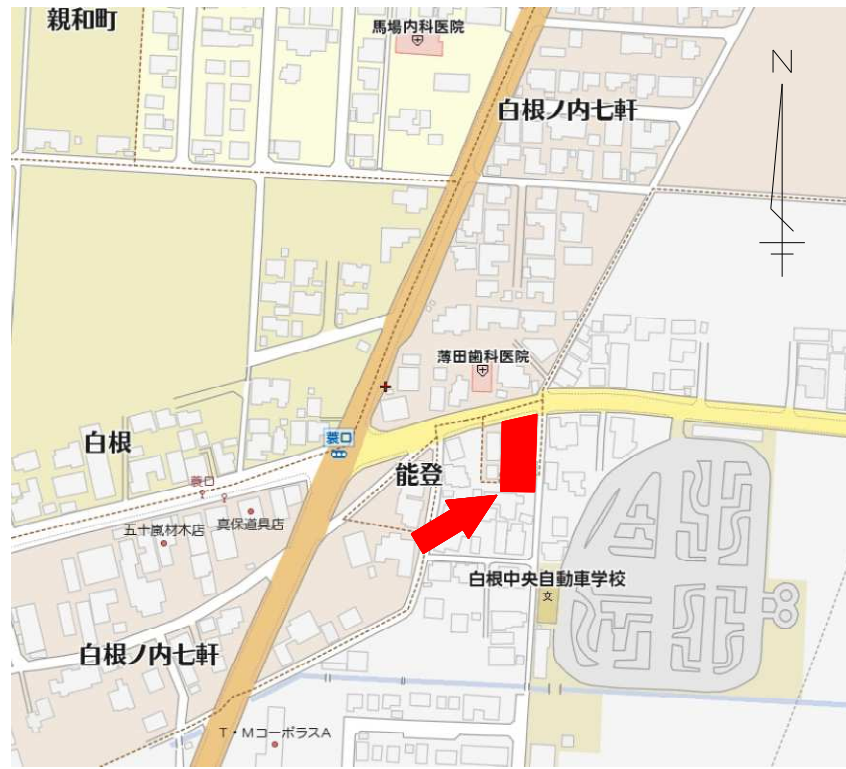 親和町
馬場内科医院
白根ノ内七軒
N
薄田歯科医院
白根
蓑口
能登
蓑口
五十嵐材木店
真保道具店
白根中央自動車学校
文
白根ノ内七軒
T・MコーポラスA